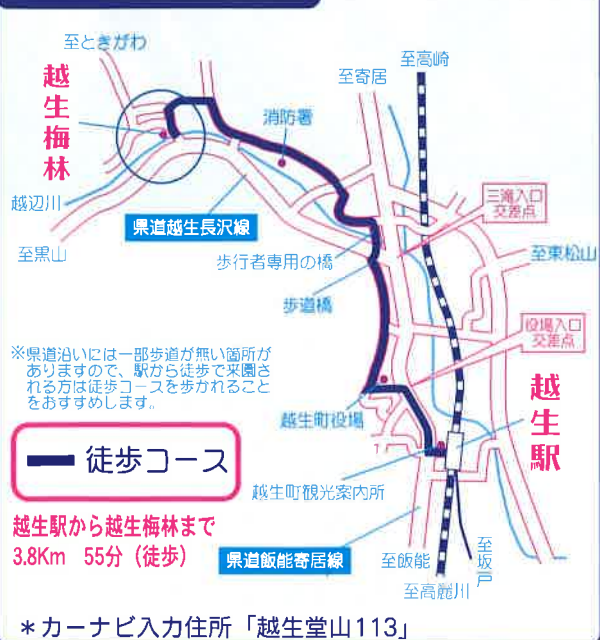 至ときがわ
至高崎
至寄居
越生梅林
消防署
三滝入口
交差点
越辺川
県道越生長沢線
至黒山
歩行者専用の橋
至東松山
歩道橋
役場入口
交差点
※県道沿いには一部歩道が無い箇所が
ありますので、駅から徒歩で来園さ
れる方は徒歩コースを歩かれること
をおすすめします。
越生駅
越生町役場
徒歩コース
越生町観光案内所
越生駅から越生梅林まで
3.8Km 55分（徒歩）
県道飯能寄居線
至飯能
至坂戸
至高麗川
＊カーナビ入力住所「越生堂山113」